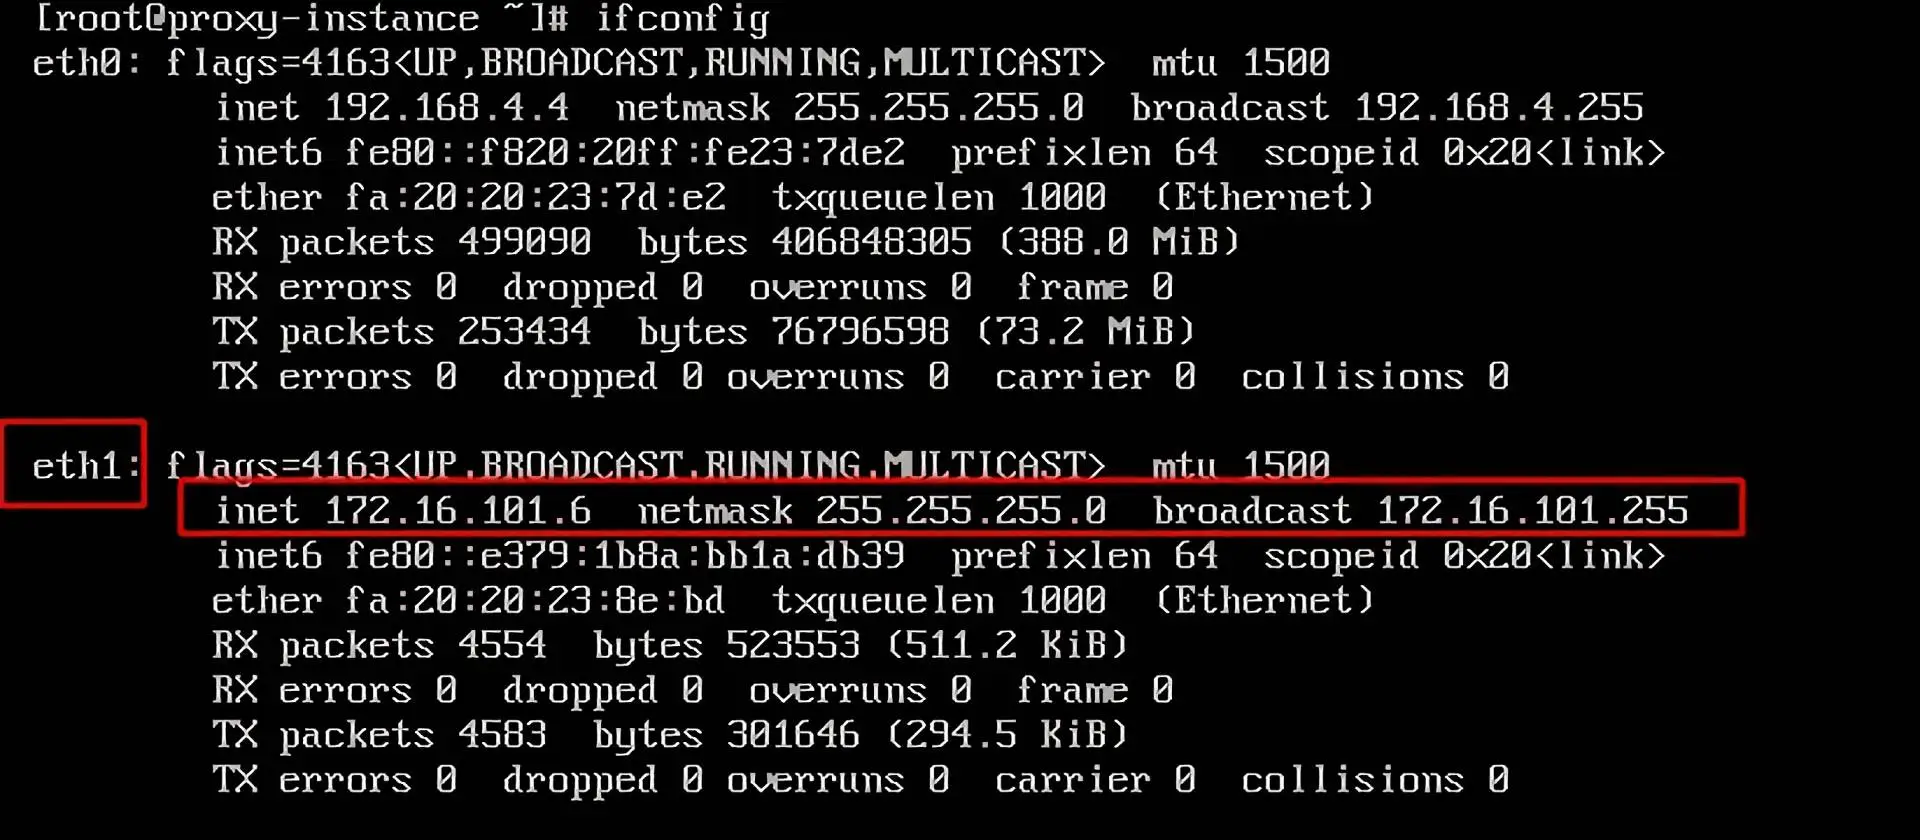 [root@proxy-instance ~]# ifconfig
eth0: flags=4163<UP,BROADCAST,RUNNING,MULTICAST>  mtu 1500
inet 192.168.4.4  netmask 255.255.255.0  broadcast 192.168.4.255
inet6 fe80::f820:20ff:fe23:7de2  prefixlen 64  scopeid 0x20<link>
ether fa:20:20:23:7d:e2  txqueuelen 1000  (Ethernet)
RX packets 499090  bytes 406848305 (388.0 MiB)
RX errors 0  dropped 0  overruns 0  frame 0
TX packets 253434  bytes 76796598 (73.2 MiB)
TX errors 0  dropped 0 overruns 0  carrier 0  collisions 0
eth1: flags=4163<UP,BROADCAST,RUNNING,MULTICAST>  mtu 1500
inet 172.16.101.6  netmask 255.255.255.0  broadcast 172.16.101.255
inet6 fe80::e379:1b8a:bb1a:db39  prefixlen 64  scopeid 0x20<link>
ether fa:20:20:23:8e:bd  txqueuelen 1000  (Ethernet)
RX packets 4554  bytes 523553 (511.2 KiB)
RX errors 0  dropped 0  overruns 0  frame 0
TX packets 4583  bytes 301646 (294.5 KiB)
TX errors 0  dropped 0 overruns 0  carrier 0  collisions 0